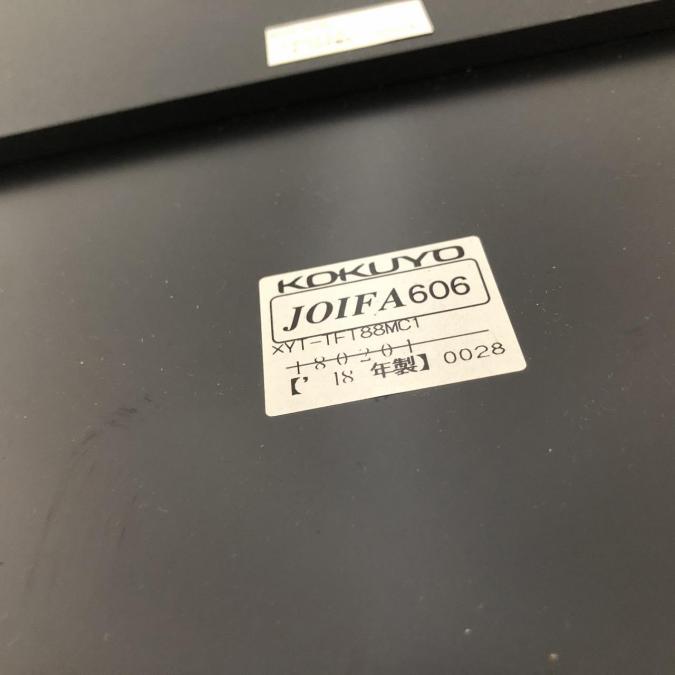 KOKUYO
JOIFA606
XYT-TFT88MC1
180201
【' 18 年製】 0028